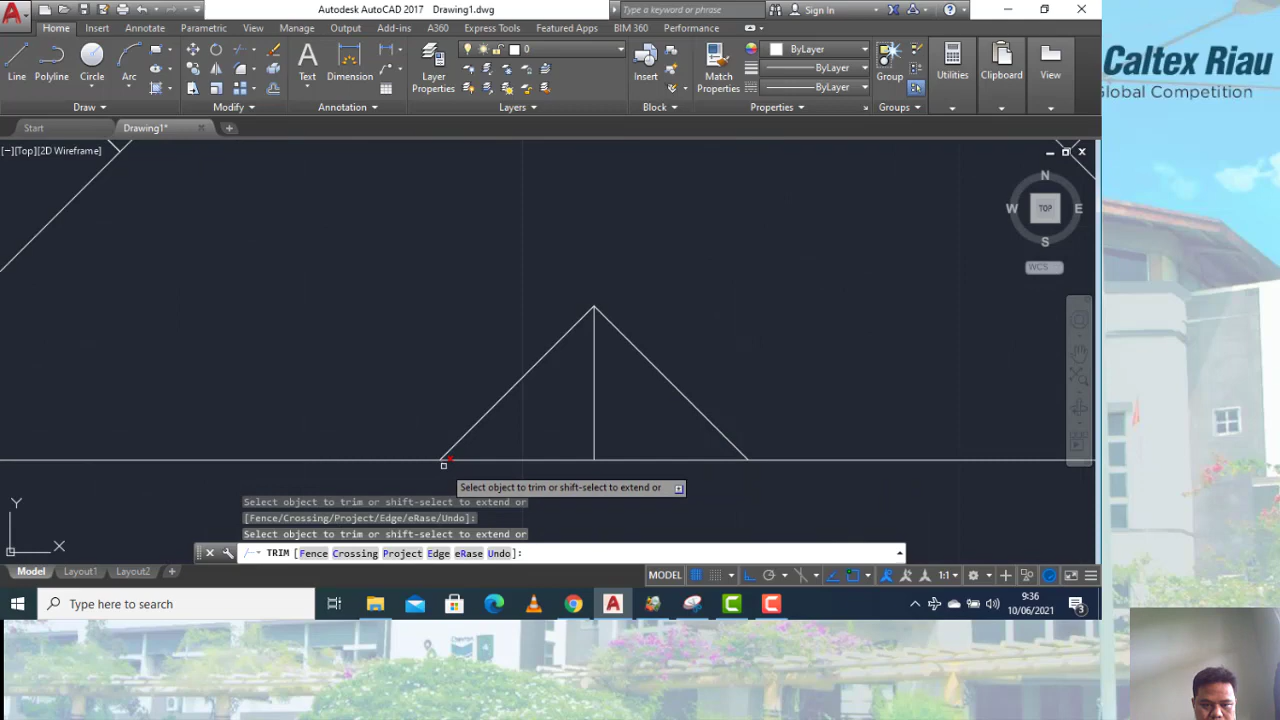 Autodesk AutoCAD 2017 Drawing1.dwg
Type a keyword or phrase
Sign In
Home Insert Annotate Parametric View Manage Output Add-ins A360 Express Tools Featured Apps BIM 360 Performance
Line Polyline Circle Arc
Text Dimension
Layer Properties
0
Insert
Match Properties
ByLayer
ByLayer
ByLayer
Group
Utilities
Clipboard
View
Draw Modify Annotation Layers Block Properties Groups
Start Drawing1*
[−][Top][2D Wireframe]
N
W TOP E
S
WCS
Caltex Riau
Global Competition
Select object to trim or shift-select to extend or
Y
X
Select object to trim or shift-select to extend or
[Fence/Crossing/Project/Edge/eRase/Undo]:
Select object to trim or shift-select to extend or
TRIM [Fence Crossing Project Edge eRase Undo]:
Model Layout1 Layout2 +
MODEL 1:1
Type here to search
9:36
10/06/2021
3